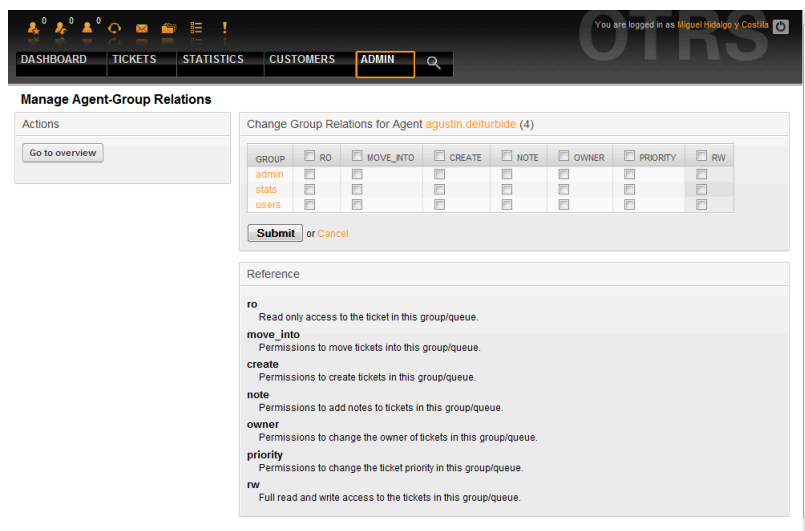 0 0 0 !
You are logged in as Miguel Hidalgo y Costilla
OTRS
DASHBOARD TICKETS STATISTICS CUSTOMERS ADMIN
Manage Agent-Group Relations
Actions
Go to overview
Change Group Relations for Agent agustin.deiturbide (4)
GROUP RO MOVE_INTO CREATE NOTE OWNER PRIORITY RW
admin
stats
users
Submit or Cancel
Reference
ro
Read only access to the ticket in this group/queue.
move_into
Permissions to move tickets into this group/queue.
create
Permissions to create tickets in this group/queue.
note
Permissions to add notes to tickets in this group/queue.
owner
Permissions to change the owner of tickets in this group/queue.
priority
Permissions to change the ticket priority in this group/queue.
rw
Full read and write access to the tickets in this group/queue.